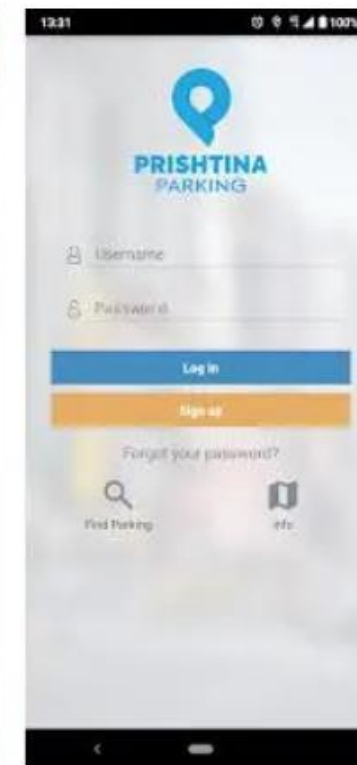 13:31 100%
PRISHTINA
PARKING
Username
Password
Log in
Sign up
Forgot your password?
Find Parking
Info